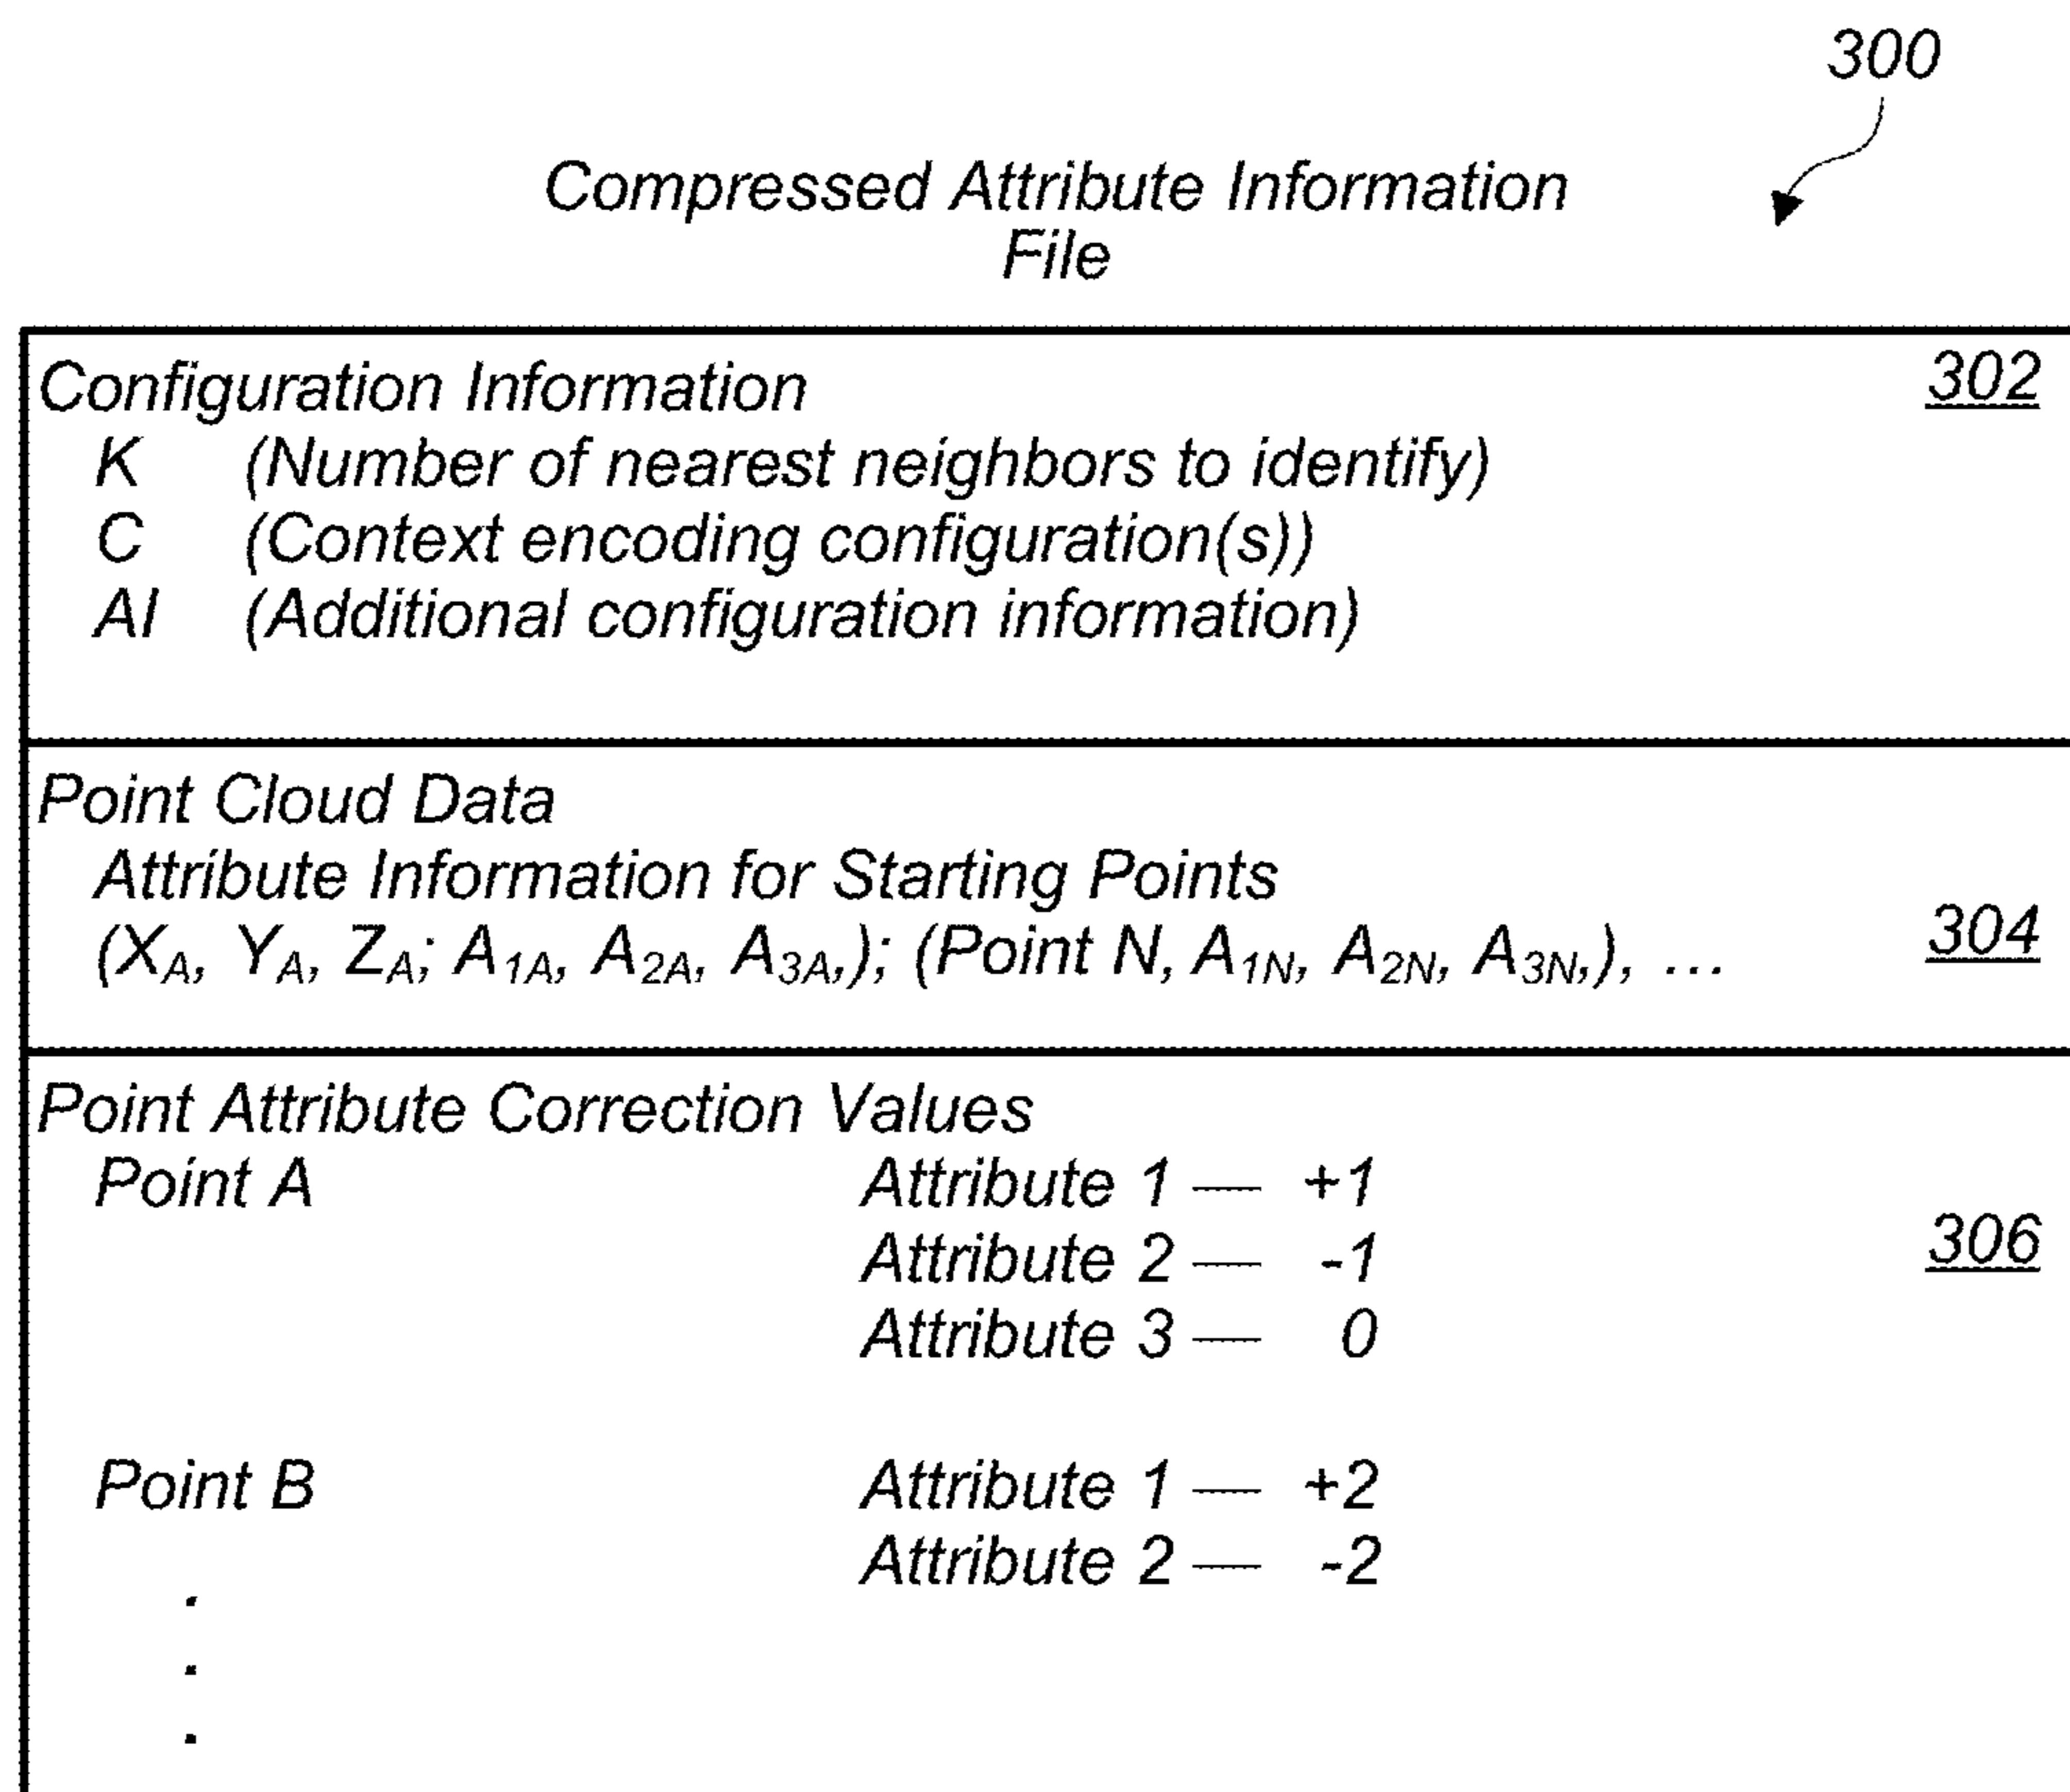 300
Compressed Attribute Information
File
Configuration Information 302
K (Number of nearest neighbors to identify)
C (Context encoding configuration(s))
AI (Additional configuration information)
Point Cloud Data
Attribute Information for Starting Points
(XA, YA, ZA; A1A, A2A, A3A,); (Point N, A1N, A2N, A3N,), ... 304
Point Attribute Correction Values
Point A Attribute 1 — +1
Attribute 2 — -1 306
Attribute 3 — 0
Point B Attribute 1 — +2
Attribute 2 — -2
.
.
.